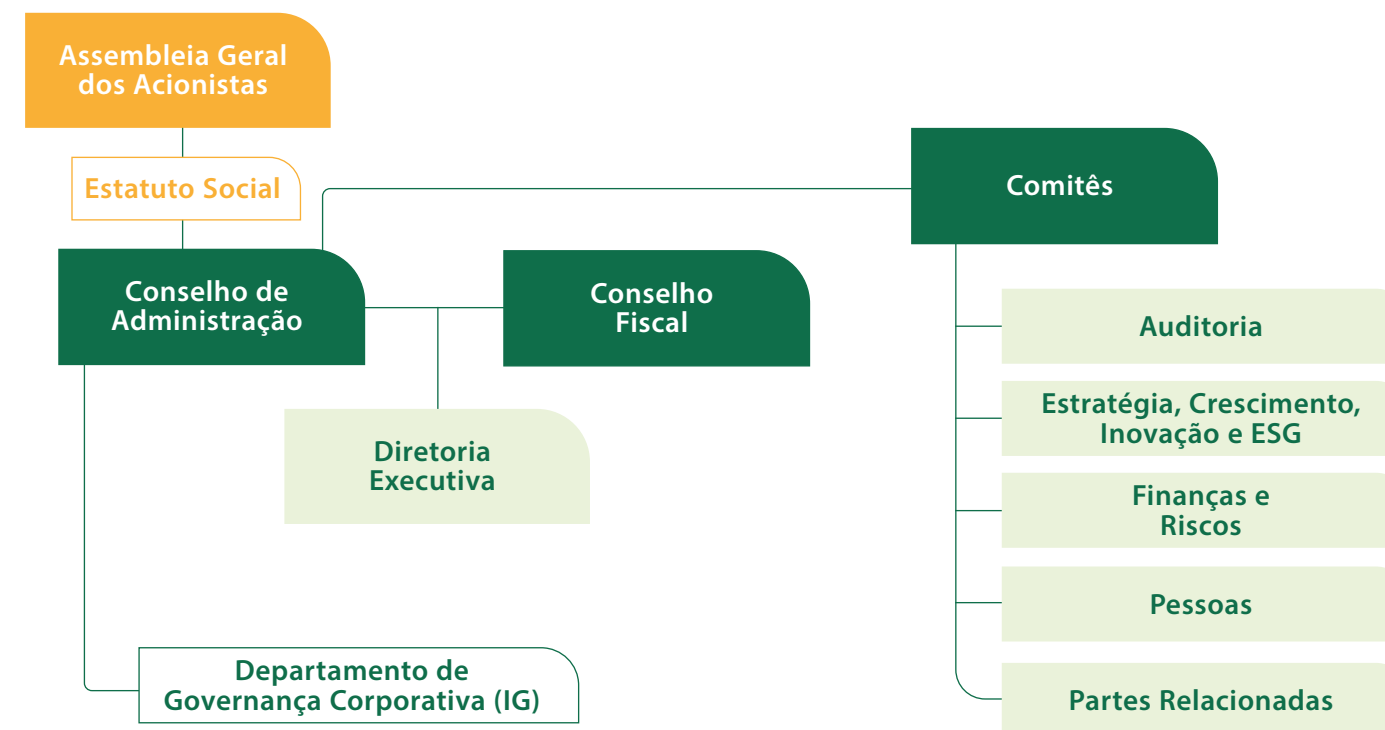 Assembleia Geral
dos Acionistas
Estatuto Social
Conselho de
Administração
Conselho
Fiscal
Diretoria
Executiva
Departamento de
Governança Corporativa (IG)
Comitês
Auditoria
Estratégia, Crescimento,
Inovação e ESG
Finanças e
Riscos
Pessoas
Partes Relacionadas